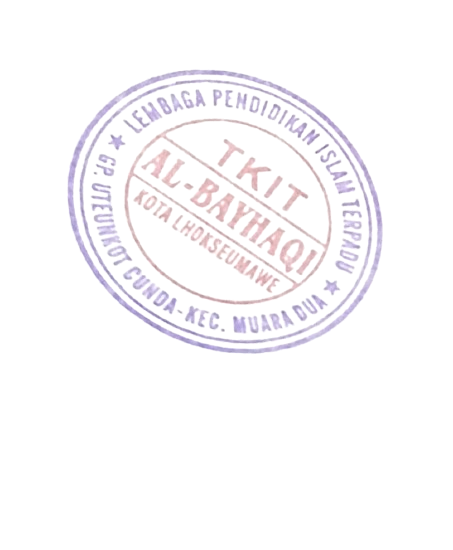 LEMBAGA PENDIDIKAN ISLAM TERPADU
TKIT
AL-BAYHAQI
KOTA LHOKSEUMAWE
GP. UTEUNKOT CUNDA-KEC. MUARA DUA